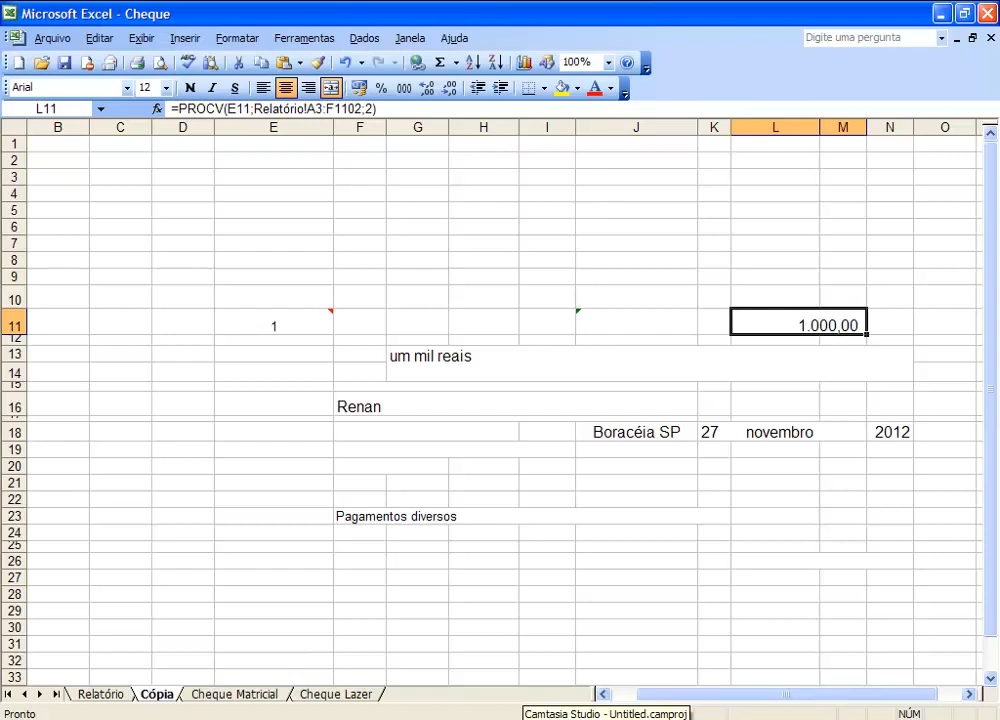 Microsoft Excel - Cheque
Arquivo Editar Exibir Inserir Formatar Ferramentas Dados Janela Ajuda Digite uma pergunta
100%
Arial 12 N I S % 000
L11 fx =PROCV(E11;Relatório!A3:F1102;2)
B C D E F G H I J K L M N O
1
2
3
4
5
6
7
8
9
10
11 1 1.000,00
12
13 um mil reais
14
15
16 Renan
18 Boracéia SP 27 novembro 2012
19
20
21
22
23 Pagamentos diversos
24
25
26
27
28
29
30
31
32
33
Relatório Cópia Cheque Matricial Cheque Lazer
Pronto Camtasia Studio - Untitled.camproj NÚM